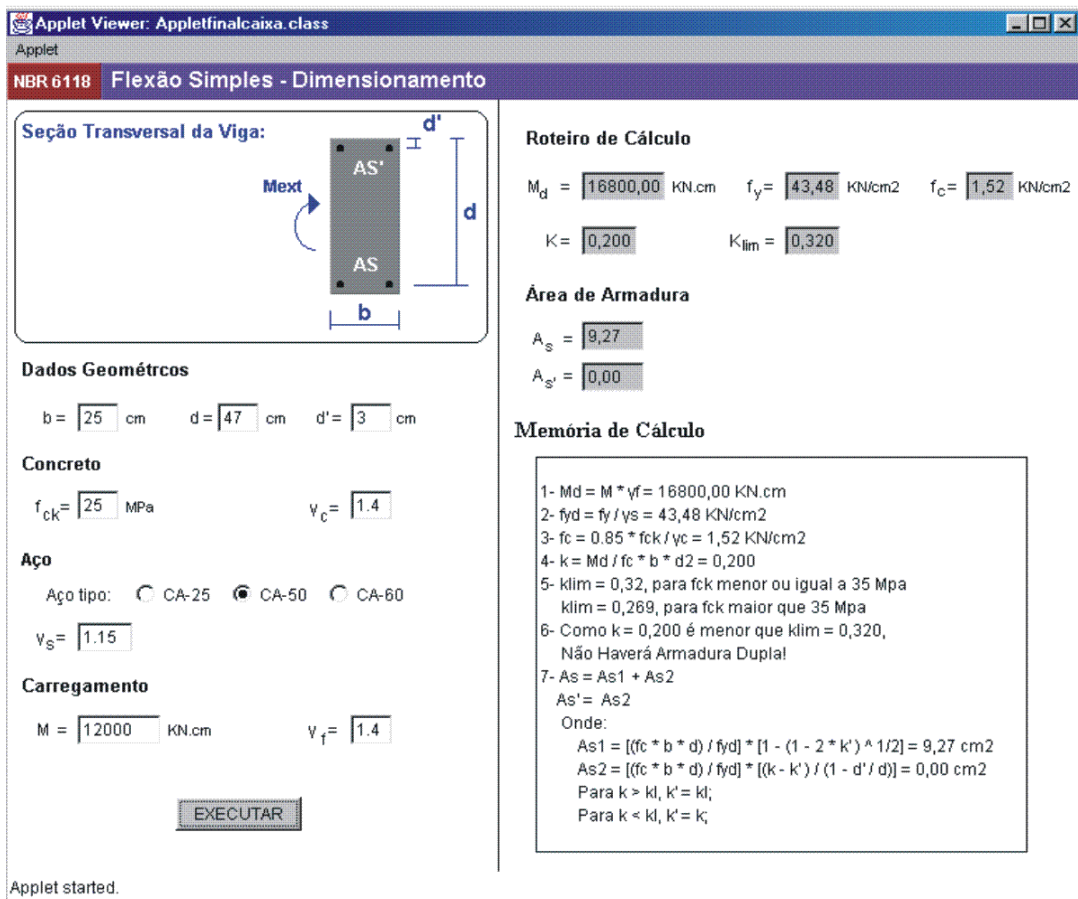 Applet Viewer: Appletfinalcaixa.class
Applet
NBR 6118 Flexão Simples - Dimensionamento
Seção Transversal da Viga:
d'
AS'
Mext
d
AS
b
Dados Geométrcos
b = 25 cm d = 47 cm d' = 3 cm
Concreto
fck= 25 MPa γc= 1.4
Aço
Aço tipo: CA-25 CA-50 CA-60
γs= 1.15
Carregamento
M = 12000 KN.cm γf= 1.4
EXECUTAR
Roteiro de Cálculo
Md = 16800,00 KN.cm fy= 43,48 KN/cm2 fc= 1,52 KN/cm2
K = 0,200 Klim = 0,320
Área de Armadura
As = 9,27
As' = 0,00
Memória de Cálculo
1- Md = M * γf = 16800,00 KN.cm
2- fyd = fy / γs = 43,48 KN/cm2
3- fc = 0.85 * fck / γc = 1,52 KN/cm2
4- k = Md / fc * b * d2 = 0,200
5- klim = 0,32, para fck menor ou igual a 35 Mpa
klim = 0,269, para fck maior que 35 Mpa
6- Como k = 0,200 é menor que klim = 0,320,
Não Haverá Armadura Dupla!
7- As = As1 + As2
As' = As2
Onde:
As1 = [(fc * b * d) / fyd] * [1 - (1 - 2 * k') ^ 1/2] = 9,27 cm2
As2 = [(fc * b * d) / fyd] * [(k - k') / (1 - d' / d)] = 0,00 cm2
Para k > kl, k' = kl;
Para k < kl, k' = k;
Applet started.